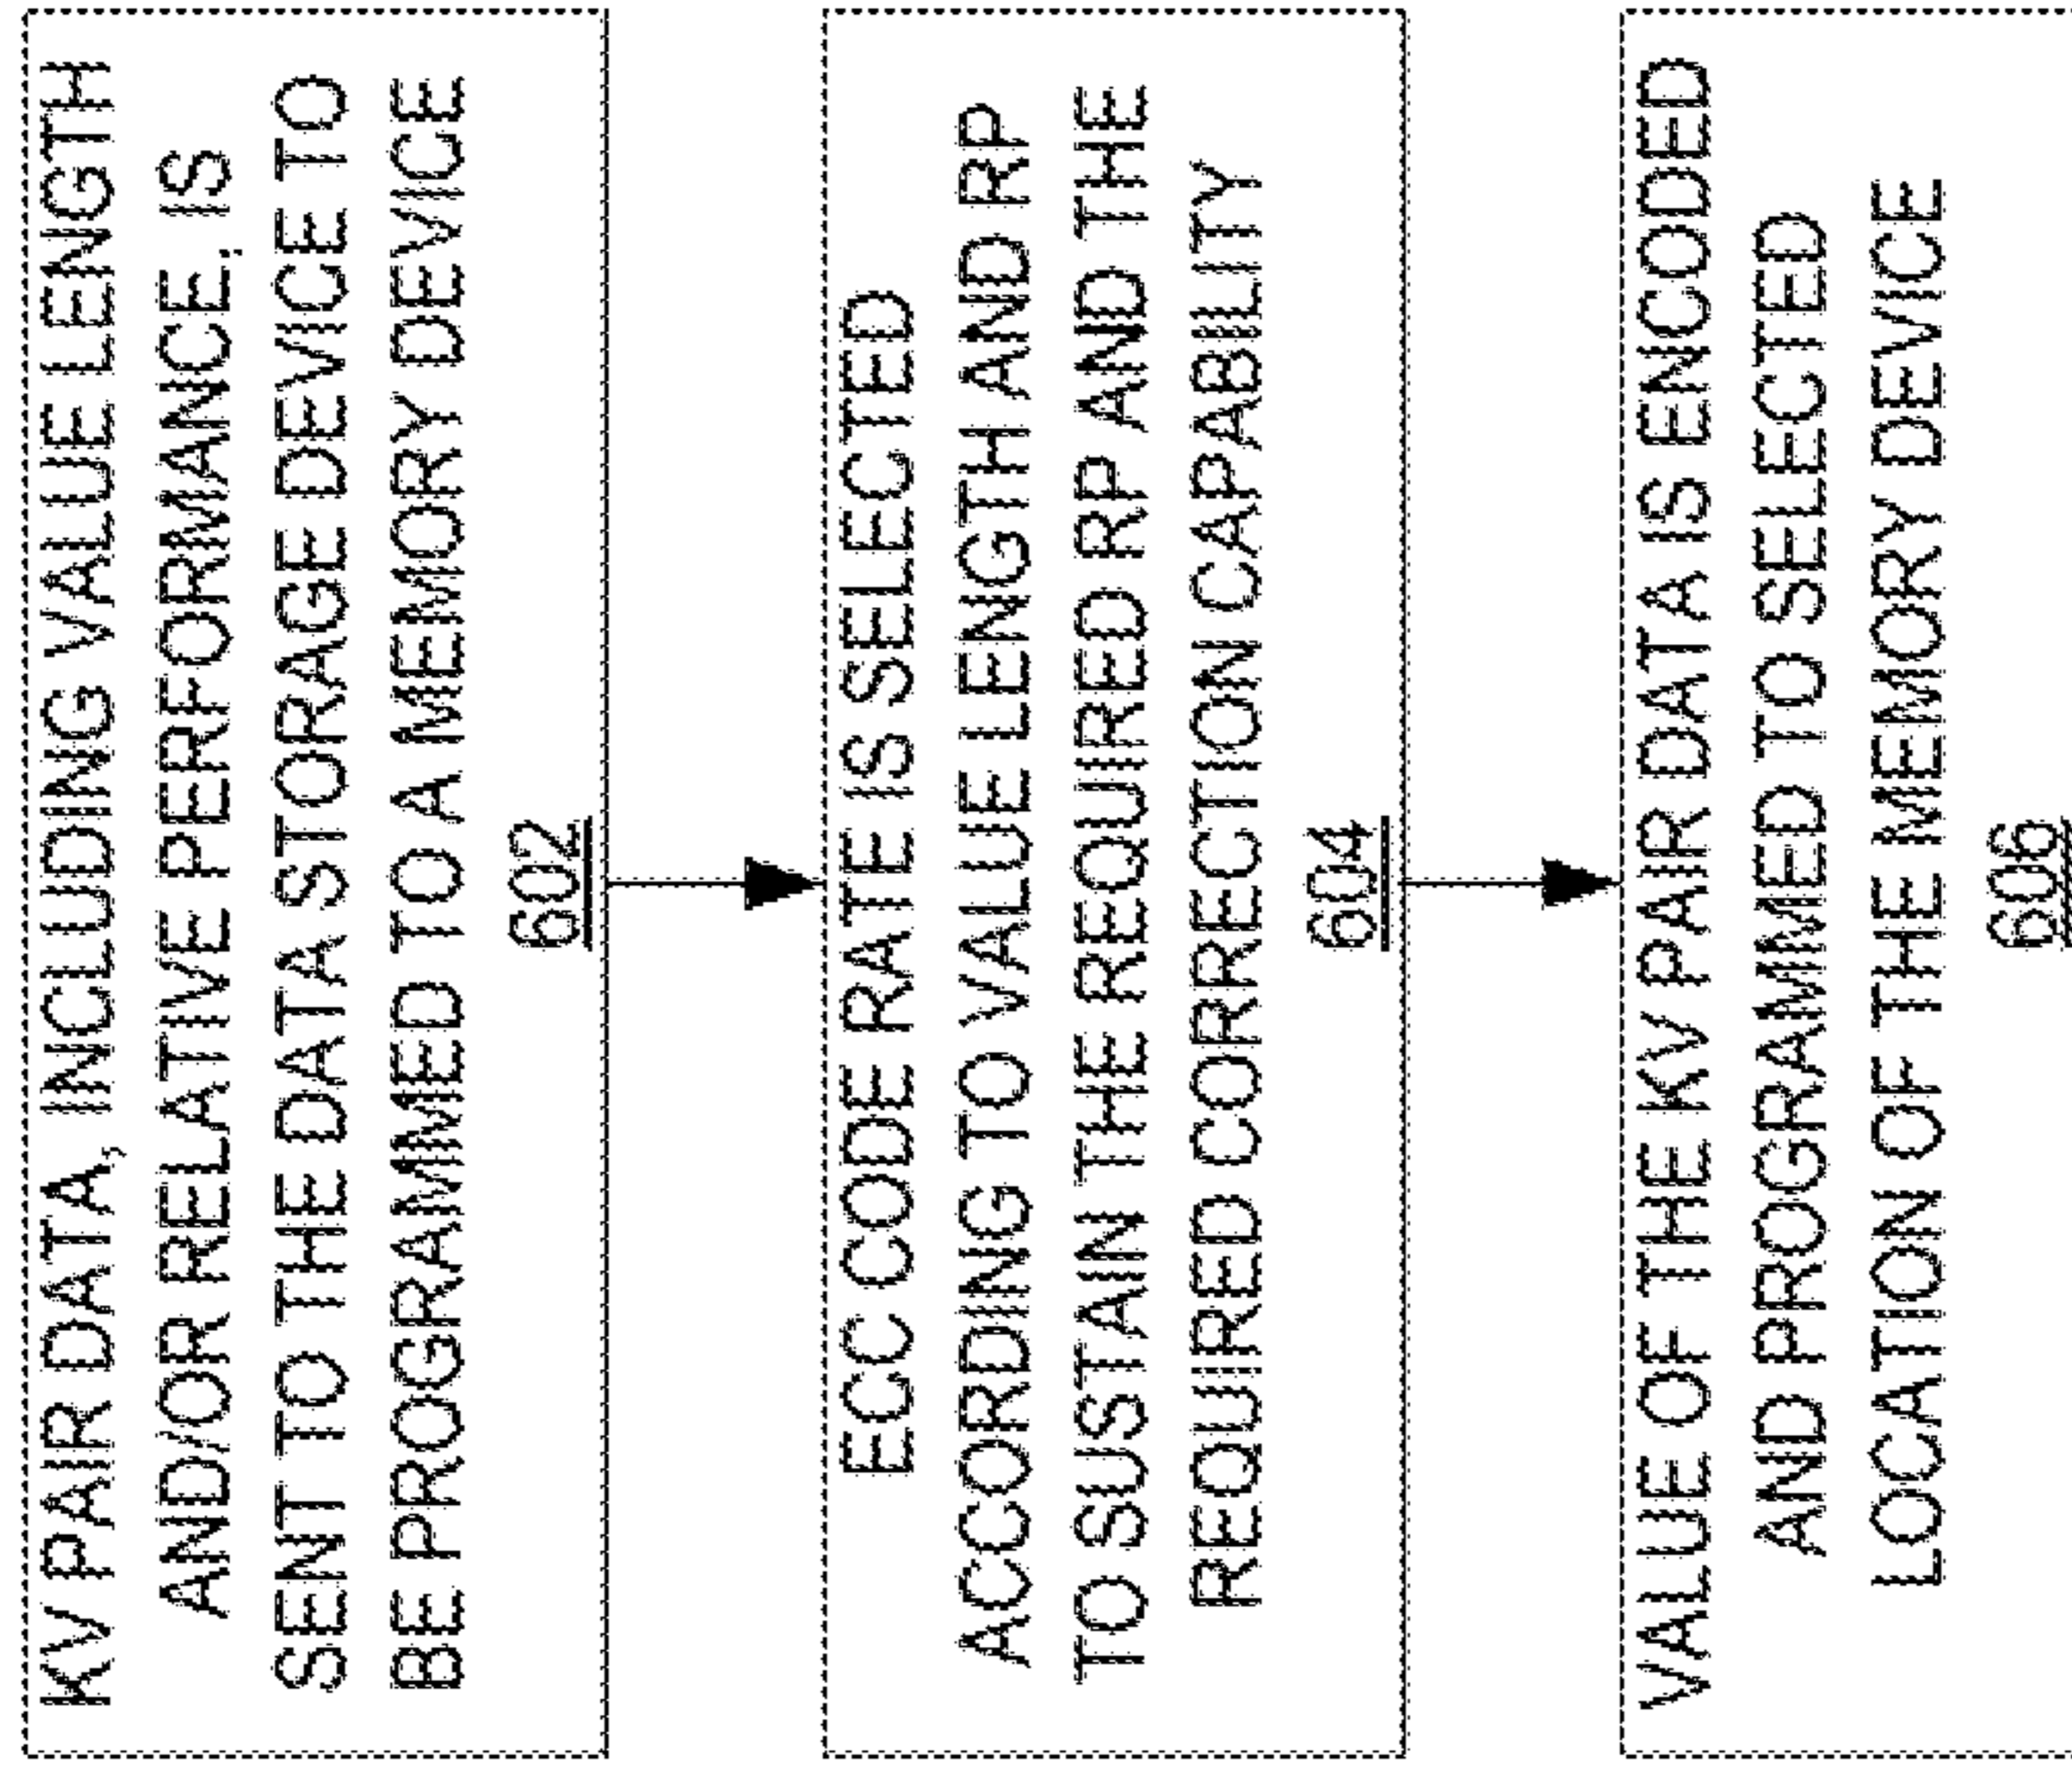 KV PAIR DATA, INCLUDING VALUE LENGTH
AND/OR RELATIVE PERFORMANCE, IS
SENT TO THE DATA STORAGE DEVICE TO
BE PROGRAMED TO A MEMORY DEVICE
602
ECC CODE RATE IS SELECTED
ACCORDING TO VALUE LENGTH AND RP
TO SUSTAIN THE REQUIRED RP AND THE
REQUIRED CORRECTION CAPABILITY
604
VALUE OF THE KV PAIR DATA IS ENCODED
AND PROGRAMMED TO SELECTED
LOCATION OF THE MEMORY DEVICE
606